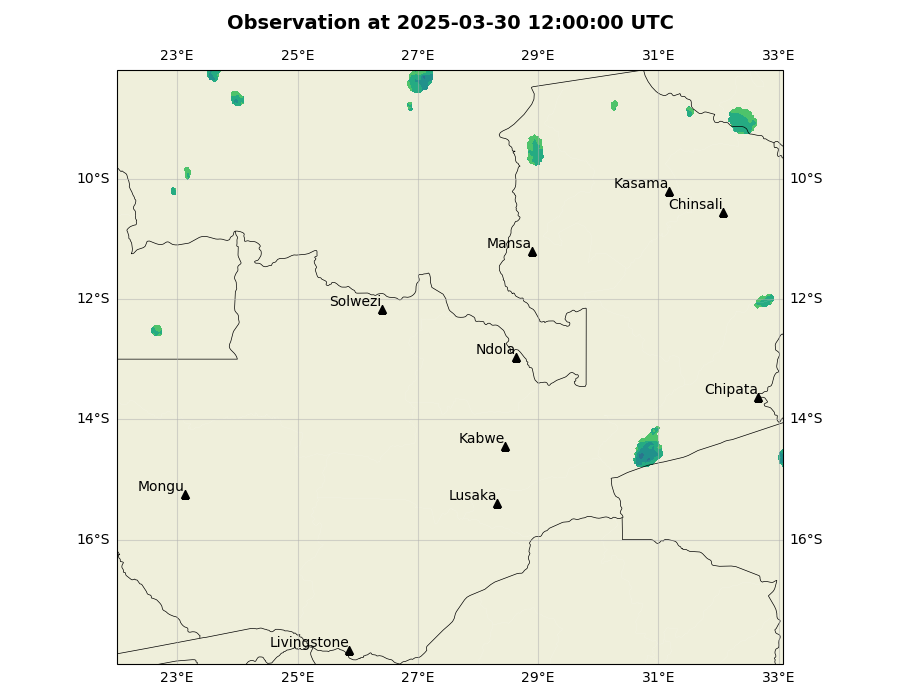 Observation at 2025-03-30 12:00:00 UTC
23°E 25°E 27°E 29°E 31°E 33°E
10°S 10°S
Kasama
Chinsali
Mansa
12°S 12°S
Solwezi
Ndola
Chipata
14°S 14°S
Kabwe
Mongu
Lusaka
16°S 16°S
Livingstone
23°E 25°E 27°E 29°E 31°E 33°E